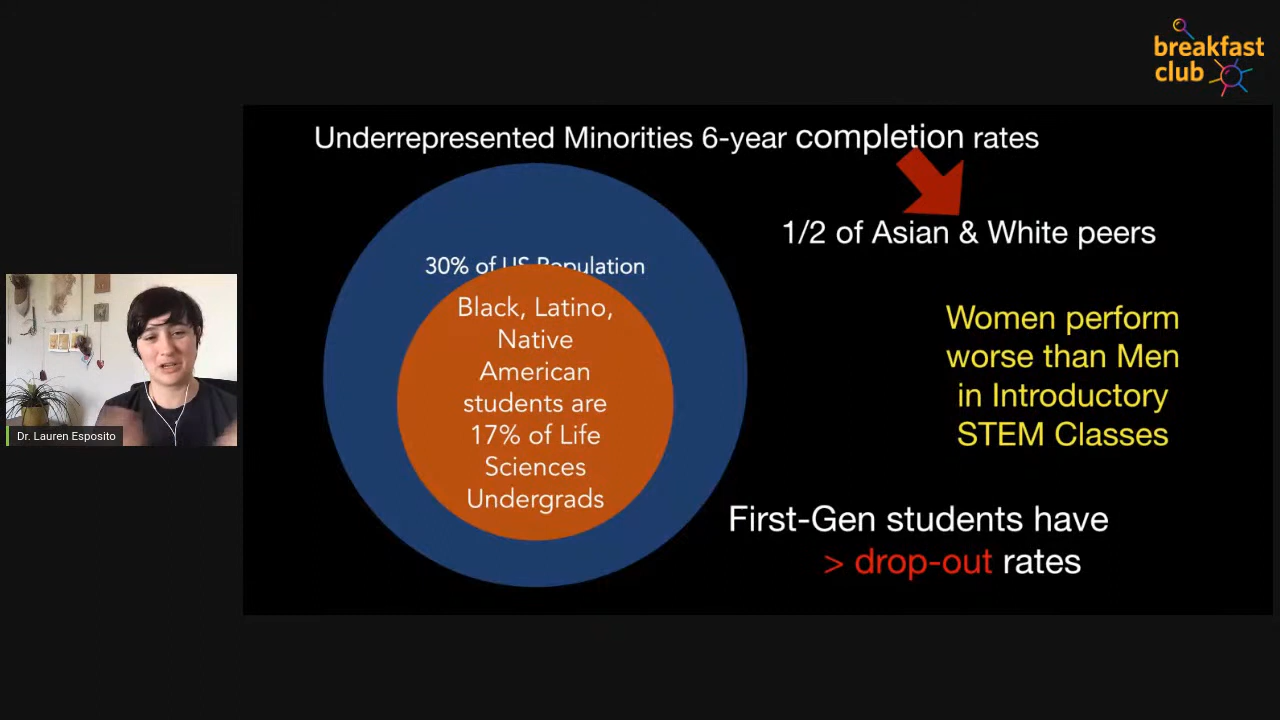 breakfast
club
Underrepresented Minorities 6-year completion rates
1/2 of Asian & White peers
30% of US Population
Black, Latino,
Native
American
students are
17% of Life
Sciences
Undergrads
Women perform
worse than Men
in Introductory
STEM Classes
First-Gen students have
> drop-out rates
Dr. Lauren Esposito